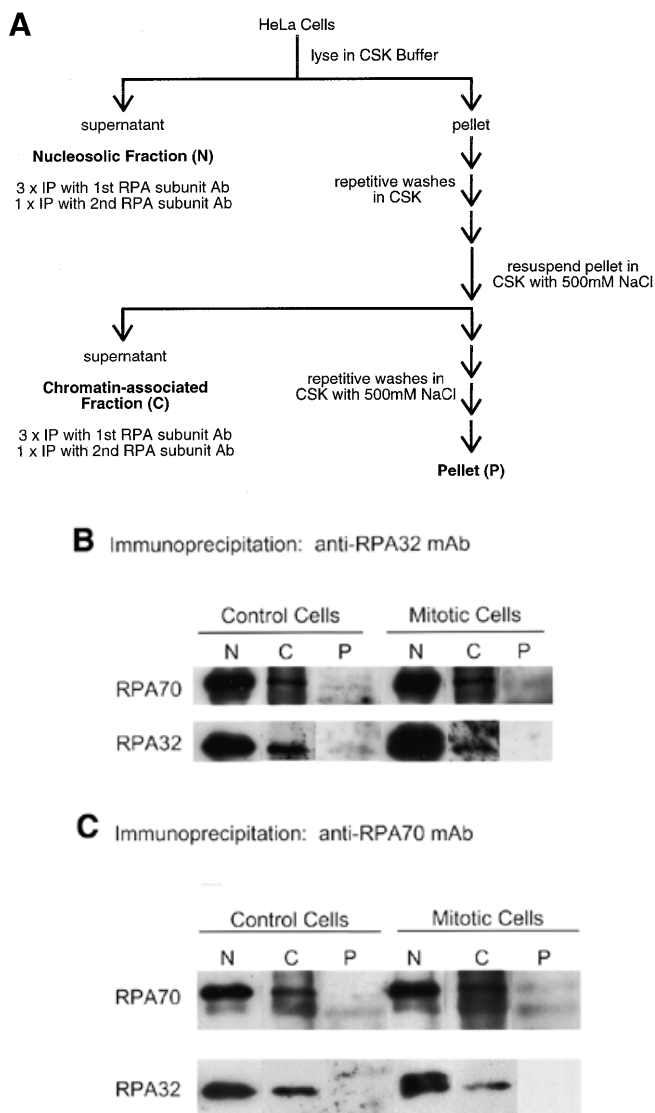 A
HeLa Cells
lyse in CSK Buffer
supernatant
pellet
Nucleosolic Fraction (N)
3 x IP with 1st RPA subunit Ab
1 x IP with 2nd RPA subunit Ab
repetitive washes
in CSK
resuspend pellet in
CSK with 500mM NaCl
supernatant
Chromatin-associated
Fraction (C)
3 x IP with 1st RPA subunit Ab
1 x IP with 2nd RPA subunit Ab
repetitive washes in
CSK with 500mM NaCl
Pellet (P)
B Immunoprecipitation: anti-RPA32 mAb
Control Cells Mitotic Cells
N C P N C P
RPA70
RPA32
C Immunoprecipitation: anti-RPA70 mAb
Control Cells Mitotic Cells
N C P N C P
RPA70
RPA32